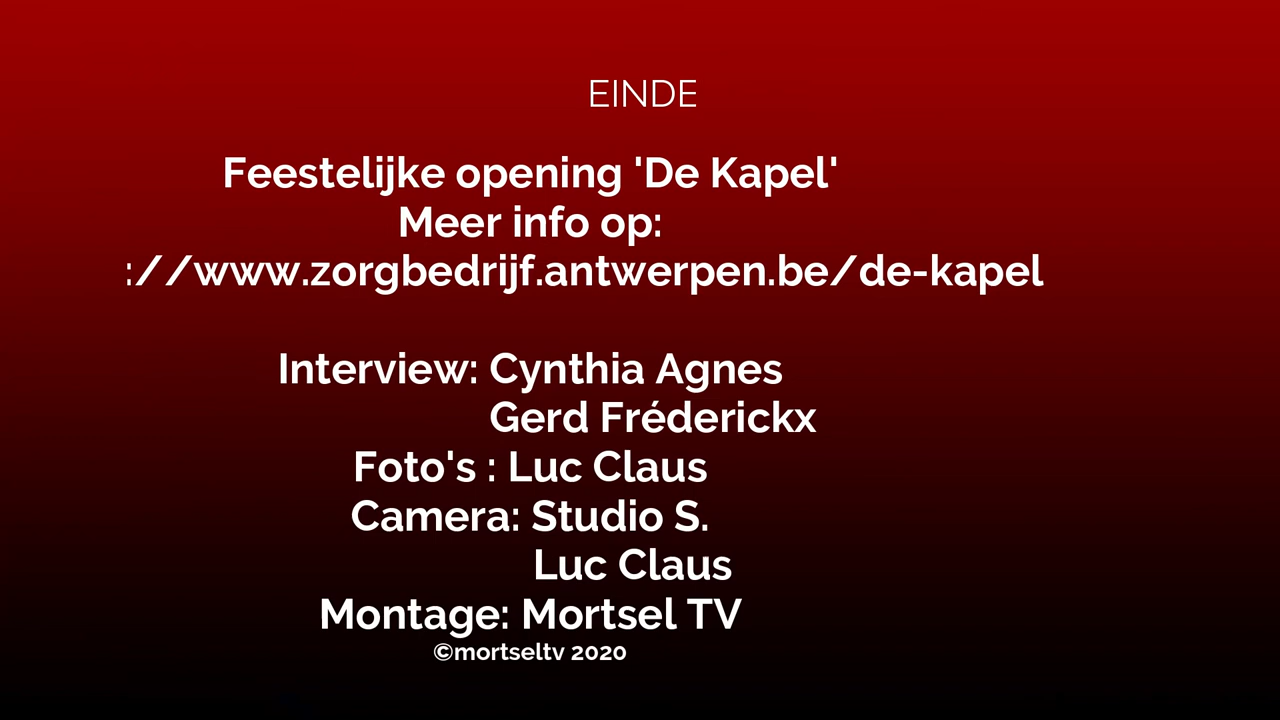 EINDE
Feestelijke opening 'De Kapel'
Meer info op:
://www.zorgbedrijf.antwerpen.be/de-kapel
Interview: Cynthia Agnes
Gerd Fréderickx
Foto's : Luc Claus
Camera: Studio S.
Luc Claus
Montage: Mortsel TV
©mortseltv 2020